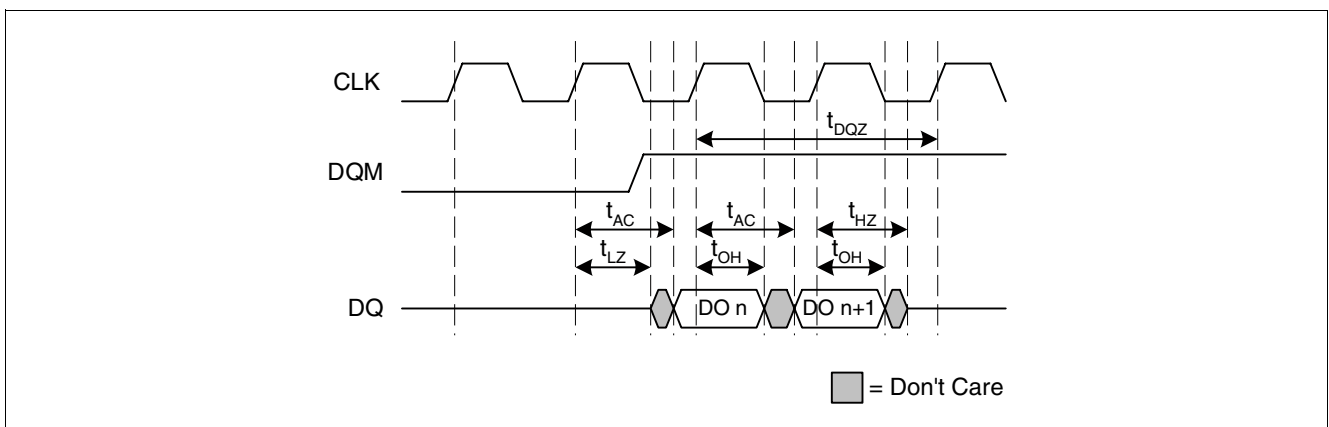 CLK
tDQZ
DQM
tAC tAC tHZ
tLZ tOH tOH
DQ DO n DO n+1
= Don't Care